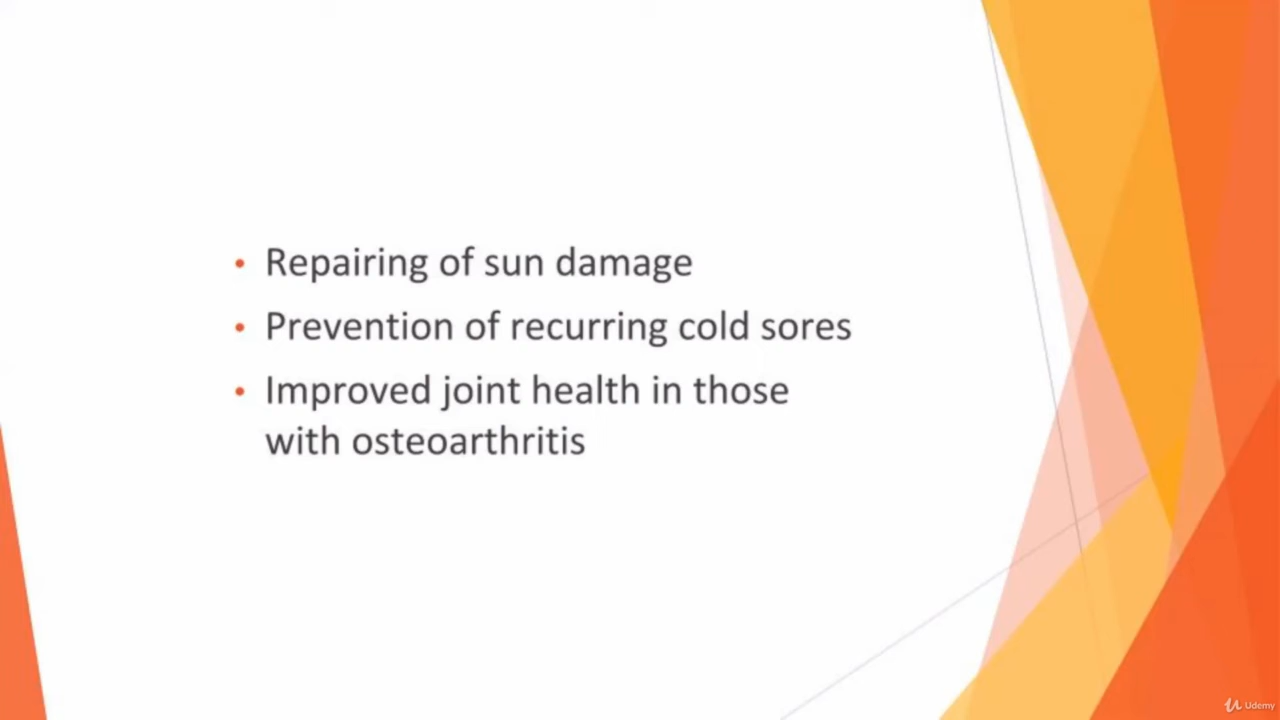 • Repairing of sun damage
• Prevention of recurring cold sores
• Improved joint health in those
with osteoarthritis
Udemy